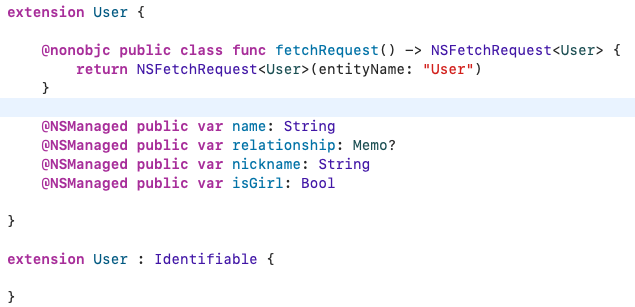 extension User {
@nonobjc public class func fetchRequest() -> NSFetchRequest<User> {
return NSFetchRequest<User>(entityName: "User")
}
@NSManaged public var name: String
@NSManaged public var relationship: Memo?
@NSManaged public var nickname: String
@NSManaged public var isGirl: Bool
}
extension User : Identifiable {
}